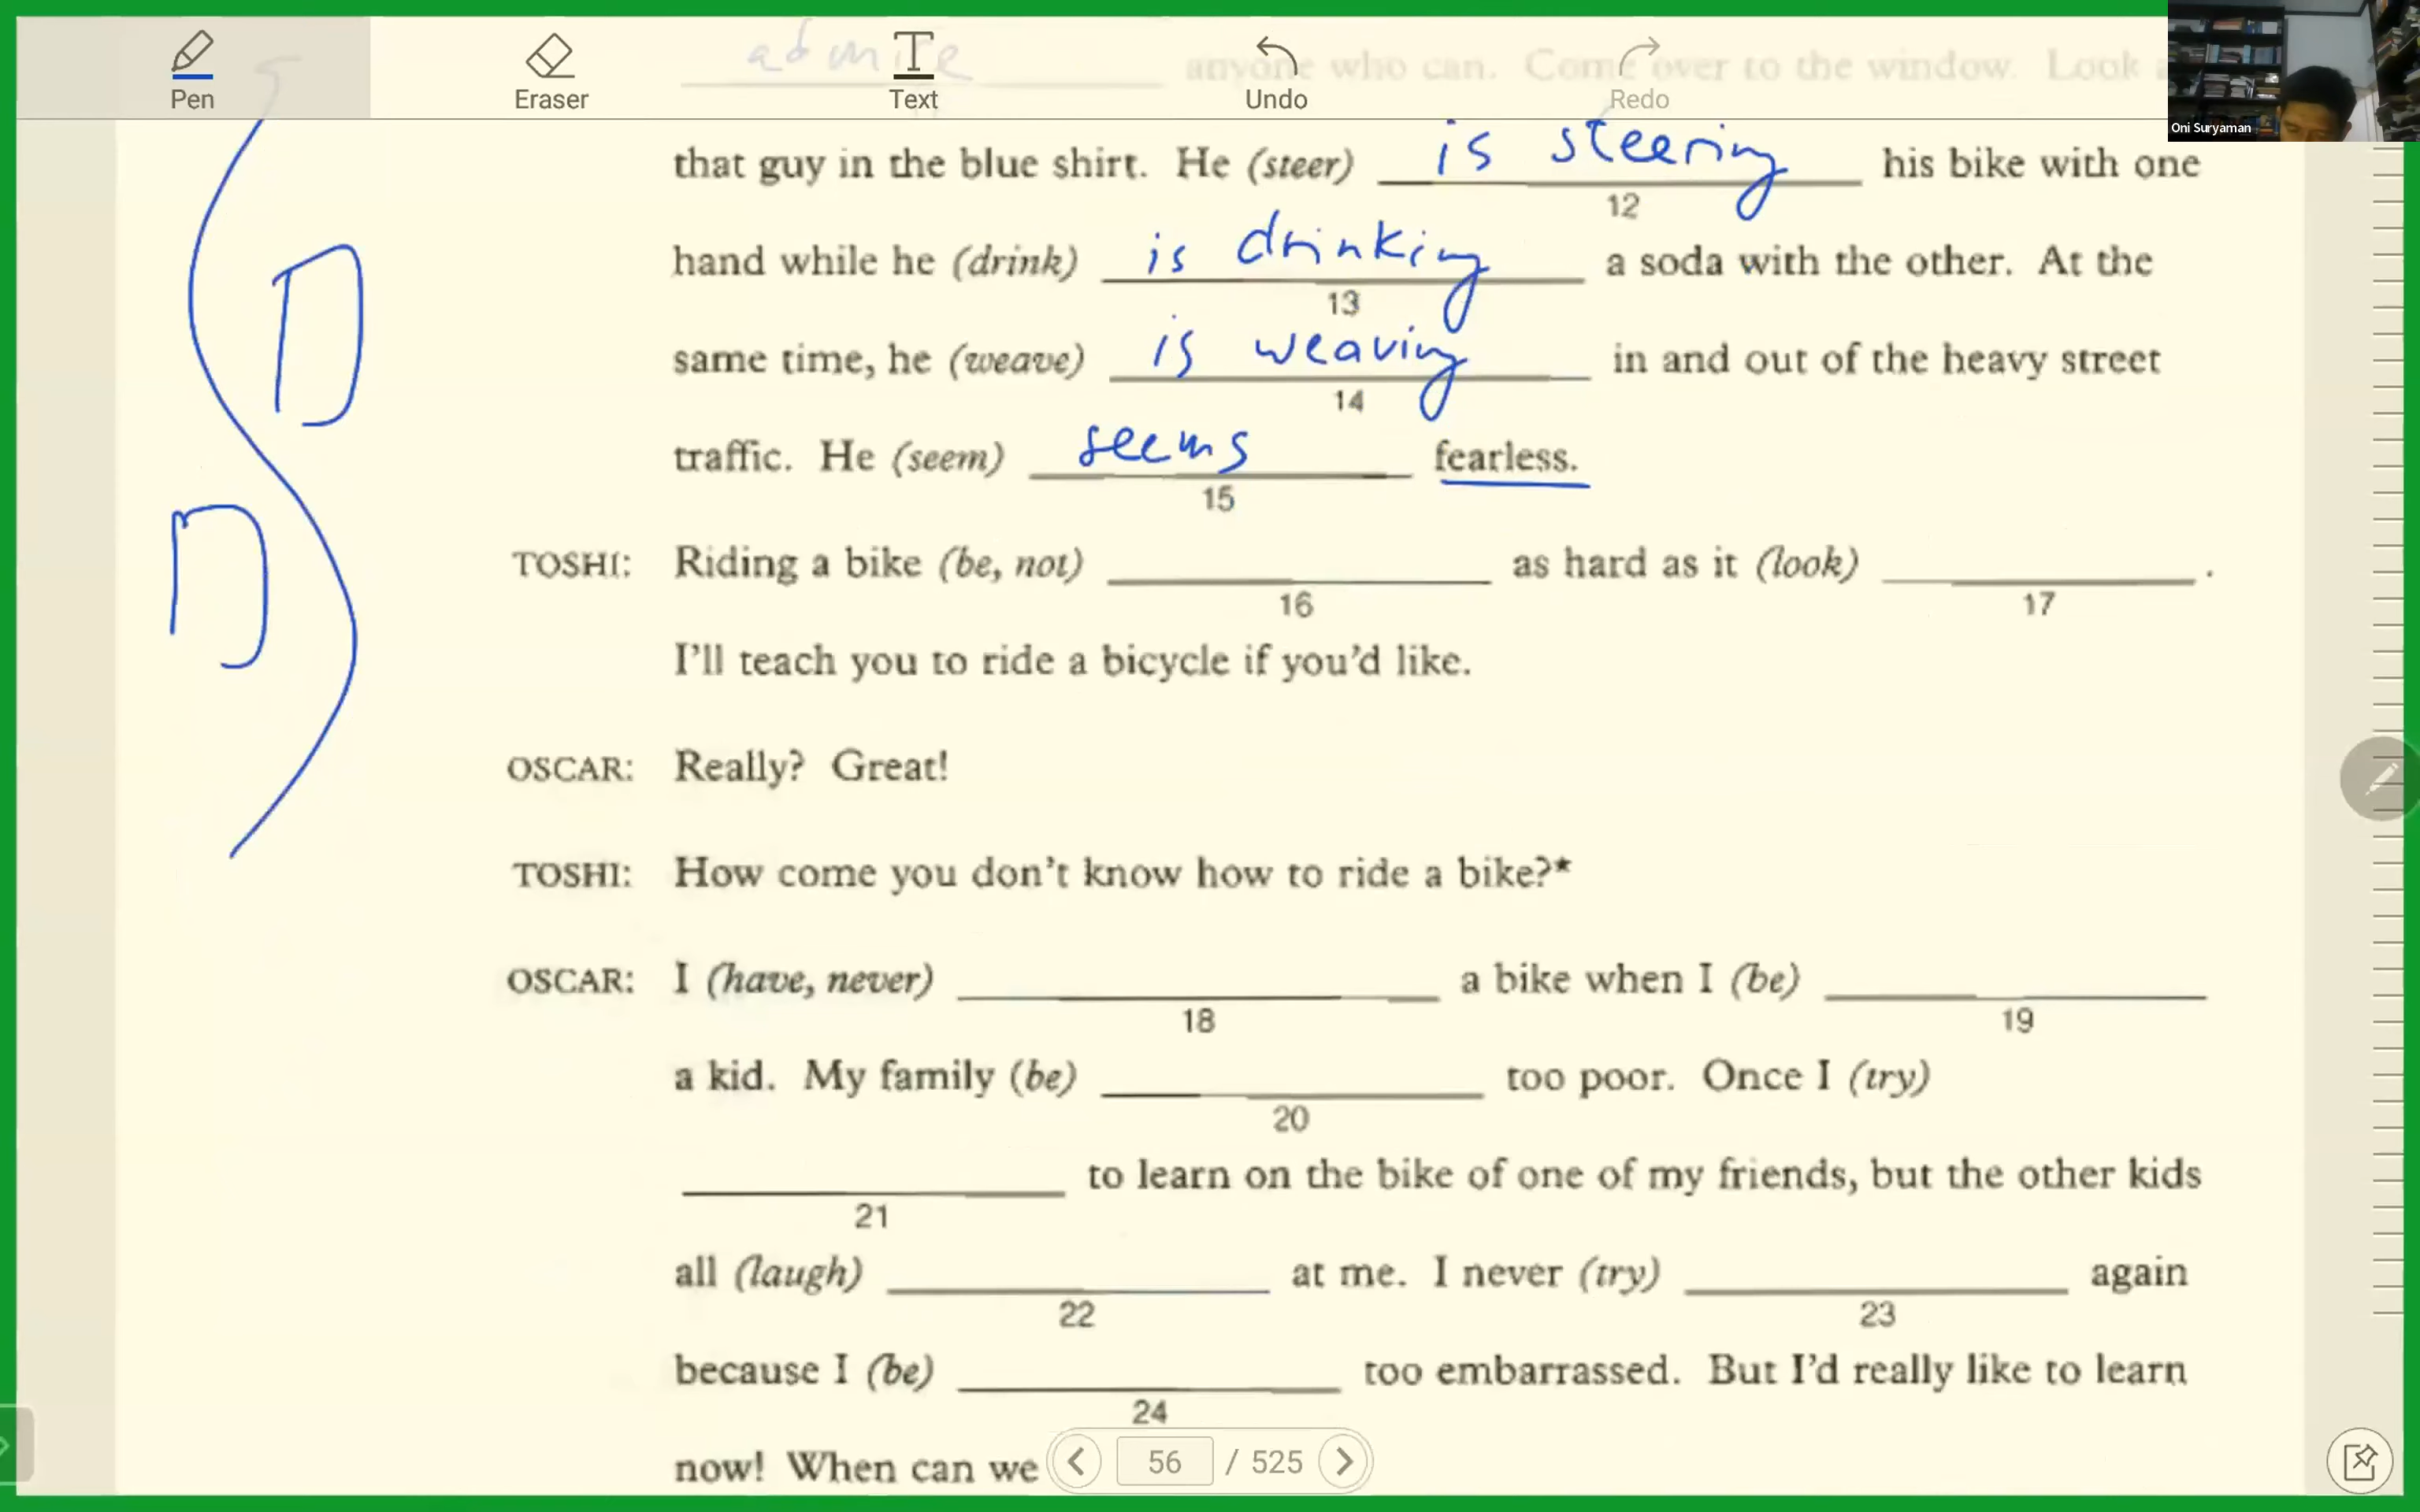 Pen Eraser Text Undo Redo
Oni Suryaman
admire anyone who can. Come over to the window. Look
that guy in the blue shirt. He (steer) is steering his bike with one
12
hand while he (drink) is drinking a soda with the other. At the
13
same time, he (weave) is weaving in and out of the heavy street
14
traffic. He (seem) seems fearless.
15
TOSHI: Riding a bike (be, not) as hard as it (look) .
16 17
I'll teach you to ride a bicycle if you'd like.
OSCAR: Really? Great!
TOSHI: How come you don't know how to ride a bike?*
OSCAR: I (have, never) a bike when I (be)
18 19
a kid. My family (be) too poor. Once I (try)
20
to learn on the bike of one of my friends, but the other kids
21
all (laugh) at me. I never (try) again
22 23
because I (be) too embarrassed. But I'd really like to learn
24
now! When can we
56 / 525